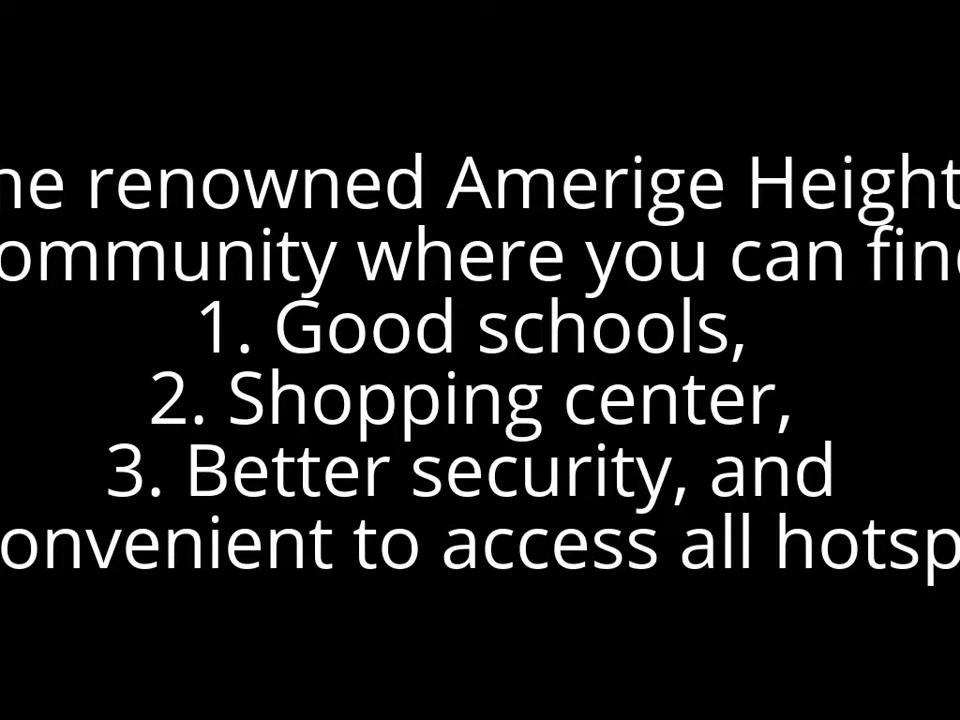 he renowned Amerige Height
ommunity where you can fin
1. Good schools,
2. Shopping center,
3. Better security, and
onvenient to access all hotsp